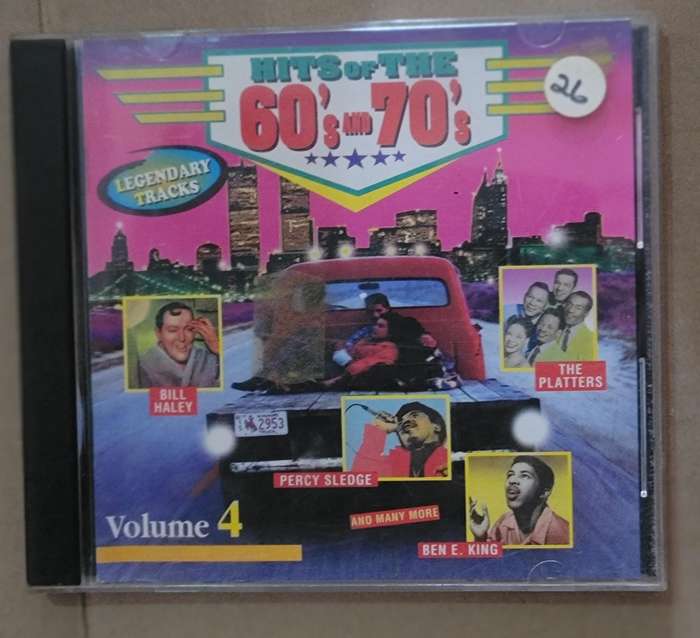 HITS OF THE
60's AND 70's
26
LEGENDARY
TRACKS
BILL
HALEY
THE
PLATTERS
2953
PERCY SLEDGE
AND MANY MORE
BEN E. KING
Volume 4